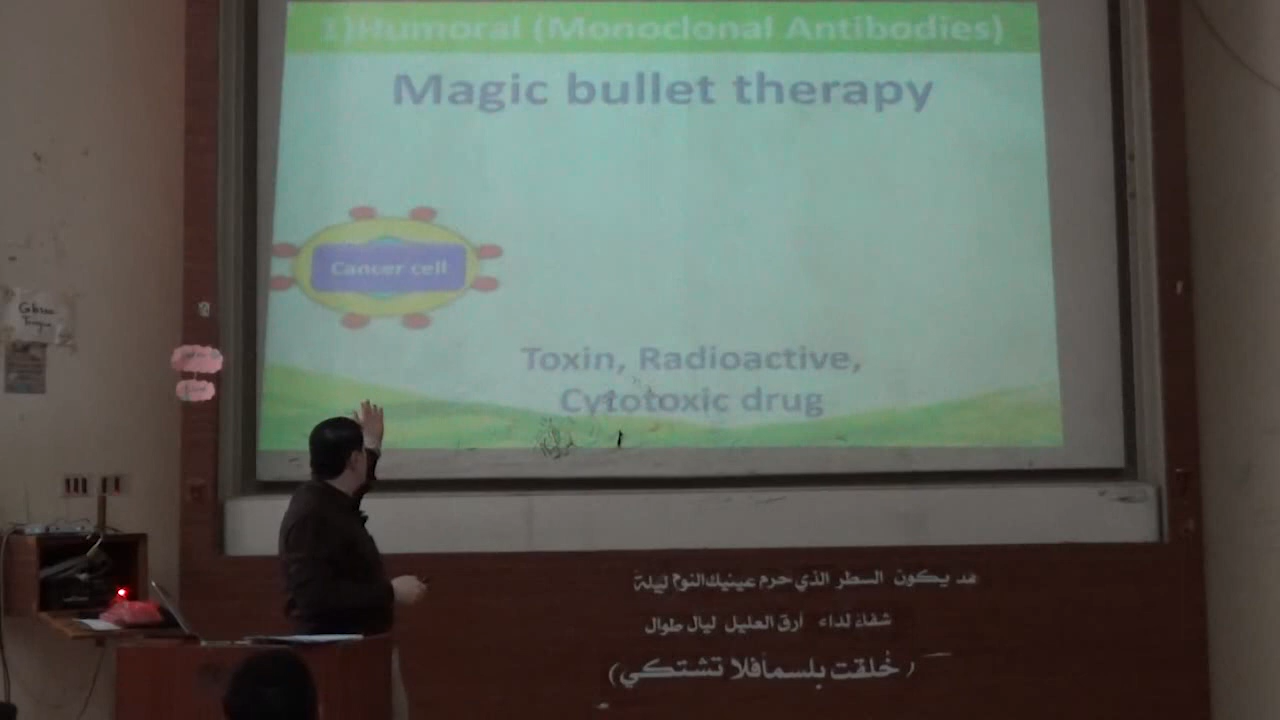 1)Humoral (Monoclonal Antibodies)
Magic bullet therapy
Cancer cell
Toxin, Radioactive,
Cytotoxic drug
قد يكون السطر الذي حرم عينيك النوم ليلة
شفاء لداء أرق العليل ليال طوال
(خُلقت بلسماً فلا تشتكي)